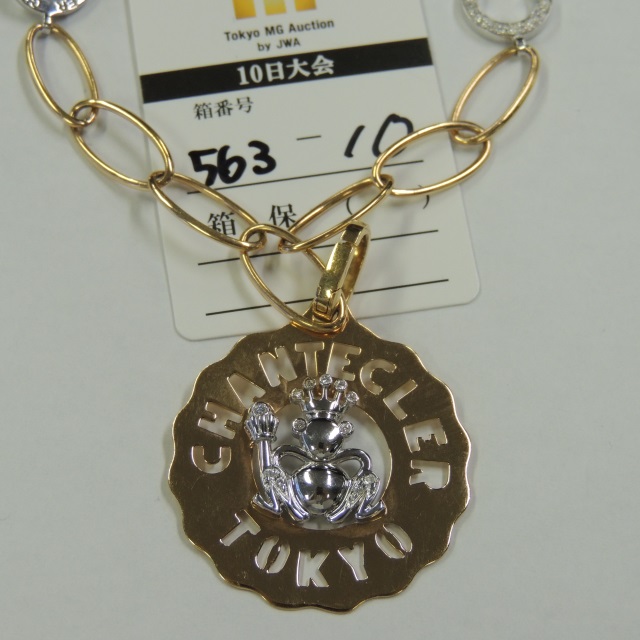 Tokyo MG Auction
by JWA
10日大会
箱番号
563 - 10
箱 保 ( )
CHANTECLER
TOKYO